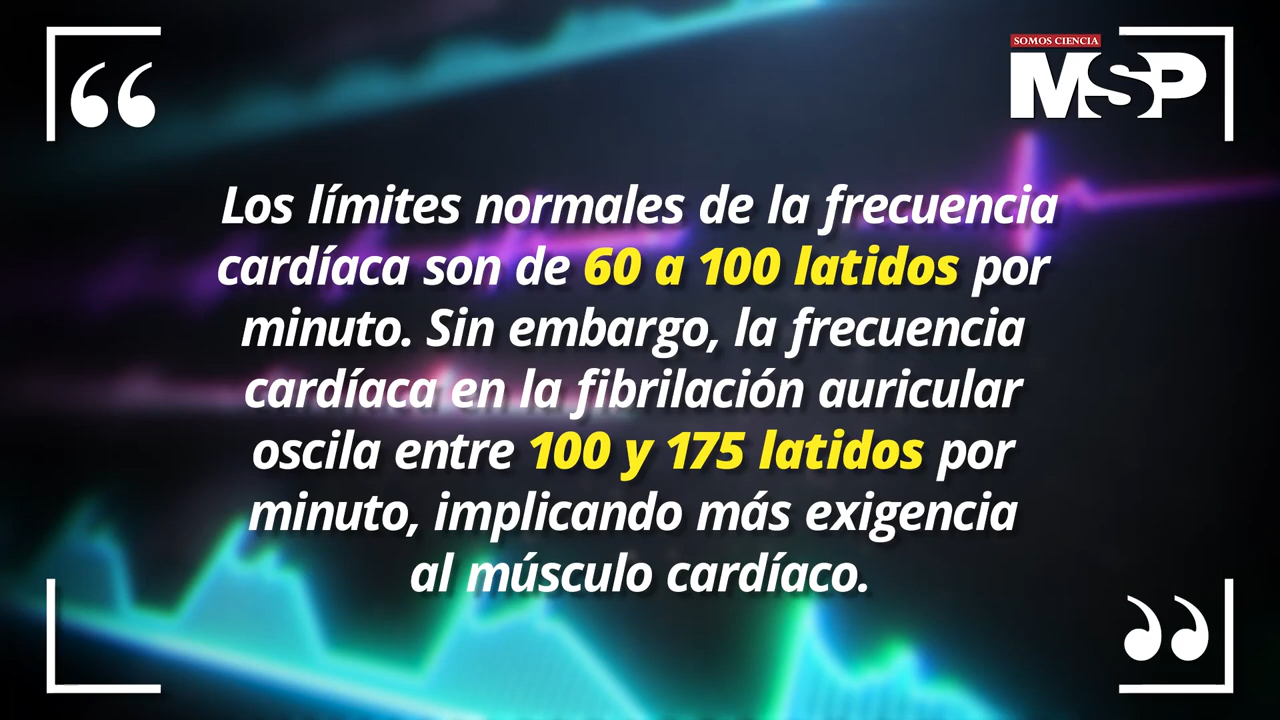 SOMOS CIENCIA
MSP
“
Los límites normales de la frecuencia
cardíaca son de 60 a 100 latidos por
minuto. Sin embargo, la frecuencia
cardíaca en la fibrilación auricular
oscila entre 100 y 175 latidos por
minuto, implicando más exigencia
al músculo cardíaco.
”